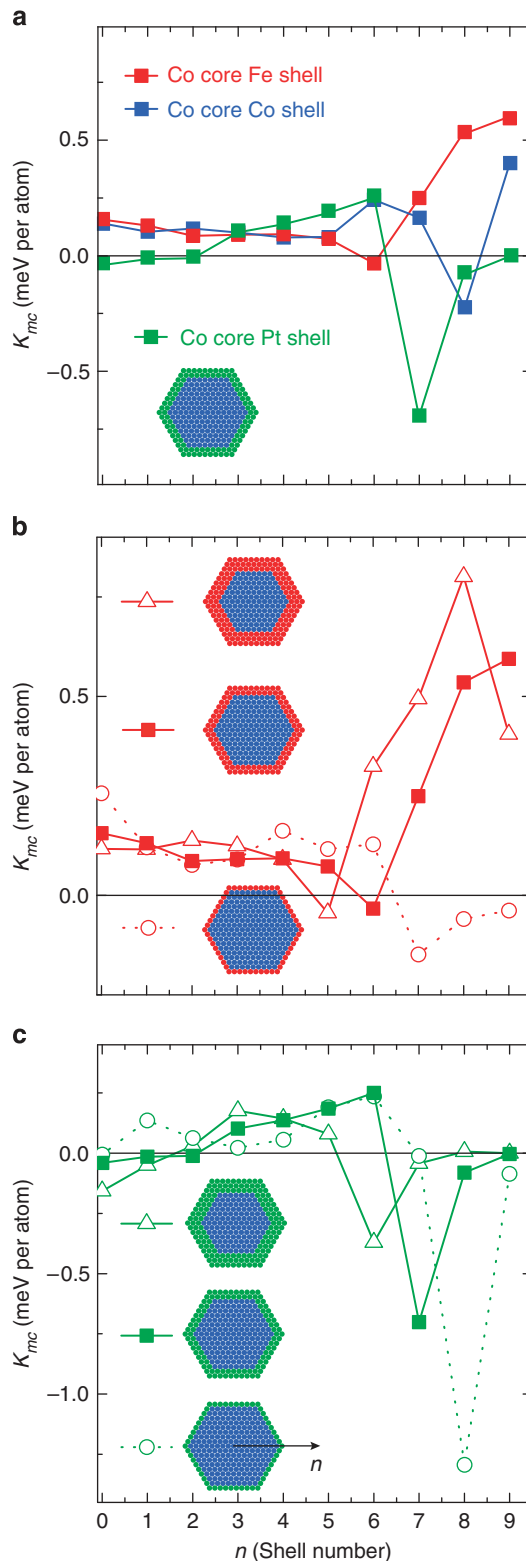 a
Co core Fe shell
Co core Co shell
0.5
0.0
K_mc (meV per atom)
Co core Pt shell
−0.5
b
0.5
K_mc (meV per atom)
0.0
c
0.0
−0.5
K_mc (meV per atom)
−1.0
n
0 1 2 3 4 5 6 7 8 9
n (Shell number)